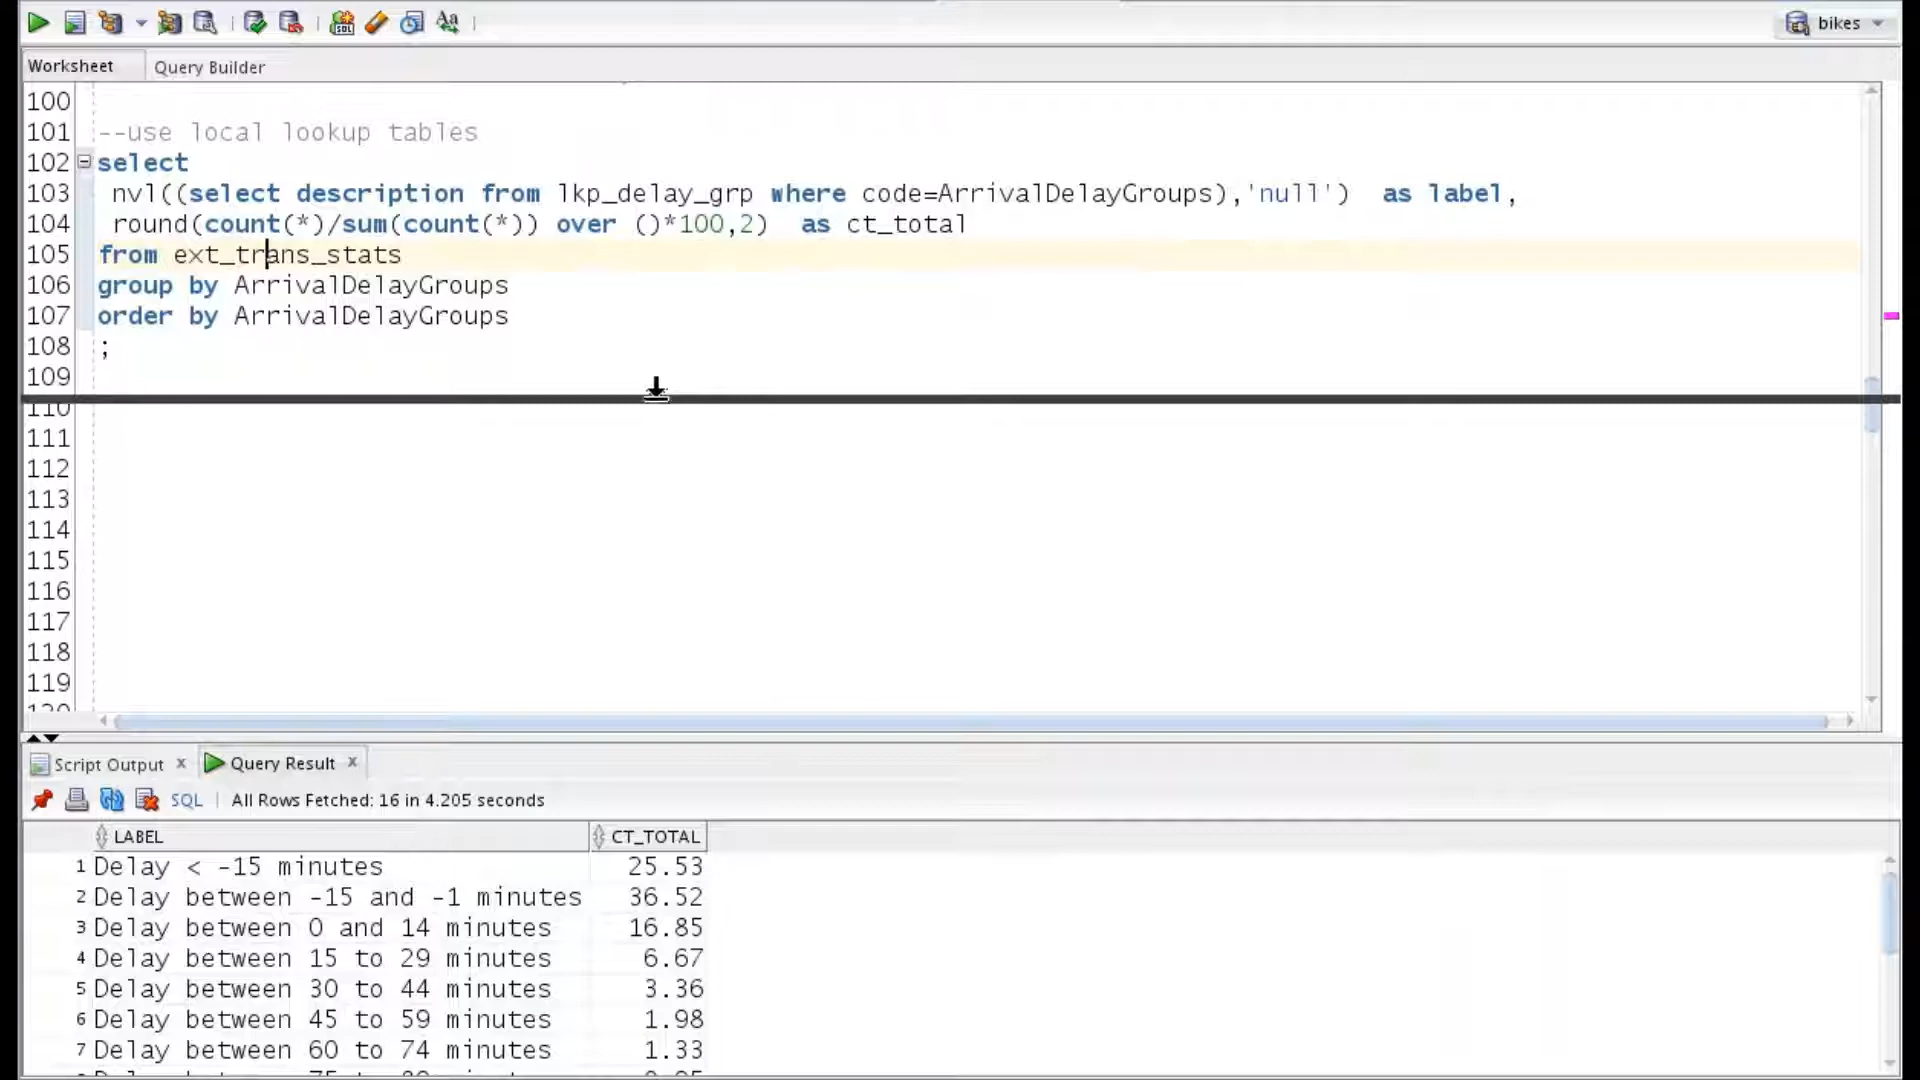 bikes
Worksheet
Query Builder
100
101 --use local lookup tables
102 select
103 nvl((select description from lkp_delay_grp where code=ArrivalDelayGroups),'null') as label,
104 round(count(*)/sum(count(*)) over ()*100,2) as ct_total
105 from ext_trans_stats
106 group by ArrivalDelayGroups
107 order by ArrivalDelayGroups
108 ;
109
110
111
112
113
114
115
116
117
118
119
Script Output
Query Result
SQL
All Rows Fetched: 16 in 4.205 seconds
LABEL CT_TOTAL
1 Delay < -15 minutes 25.53
2 Delay between -15 and -1 minutes 36.52
3 Delay between 0 and 14 minutes 16.85
4 Delay between 15 to 29 minutes 6.67
5 Delay between 30 to 44 minutes 3.36
6 Delay between 45 to 59 minutes 1.98
7 Delay between 60 to 74 minutes 1.33